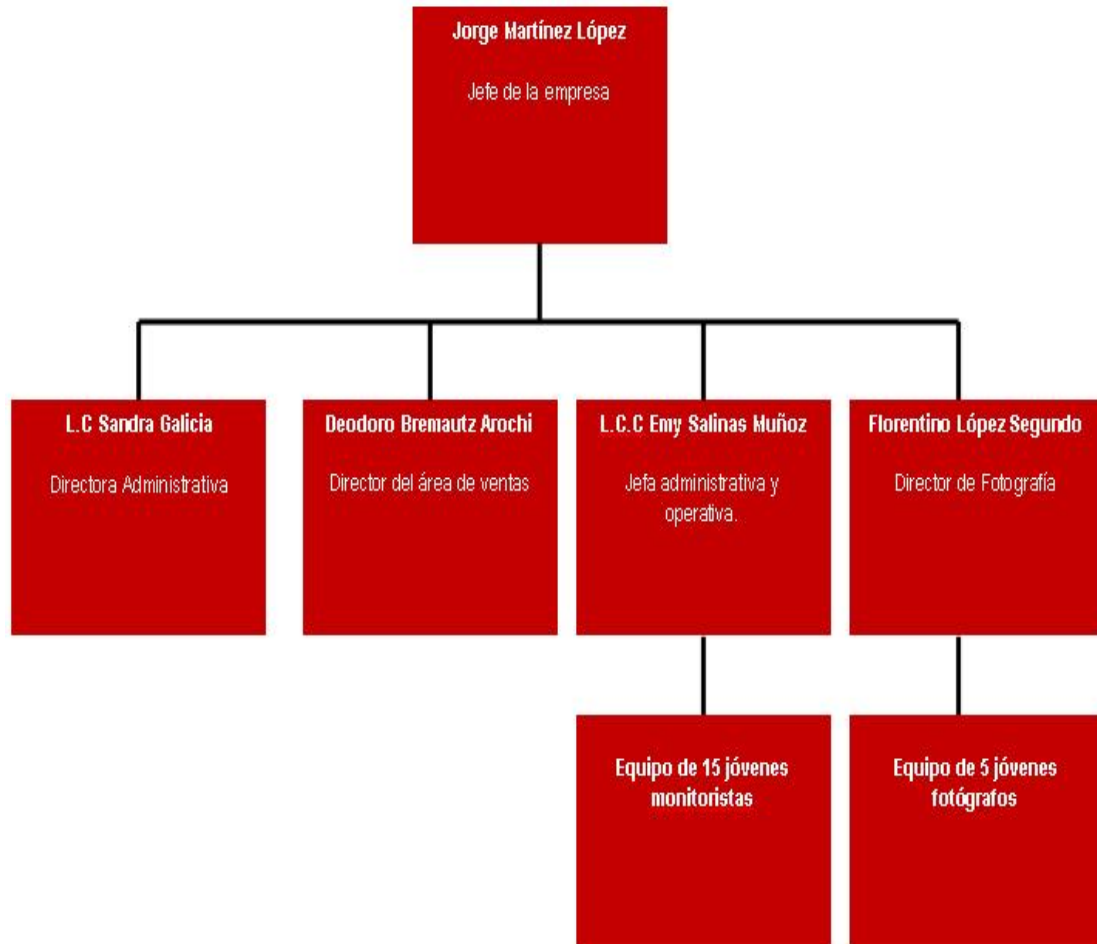 Jorge Martínez López
Jefe de la empresa
L.C Sandra Galicia
Directora Administrativa
Deodoro Bremautz Arochi
Director del área de ventas
L.C.C Emy Salinas Muñoz
Jefa administrativa y
operativa.
Florentino López Segundo
Director de Fotografía
Equipo de 15 jóvenes
monitoristas
Equipo de 5 jóvenes
fotógrafos